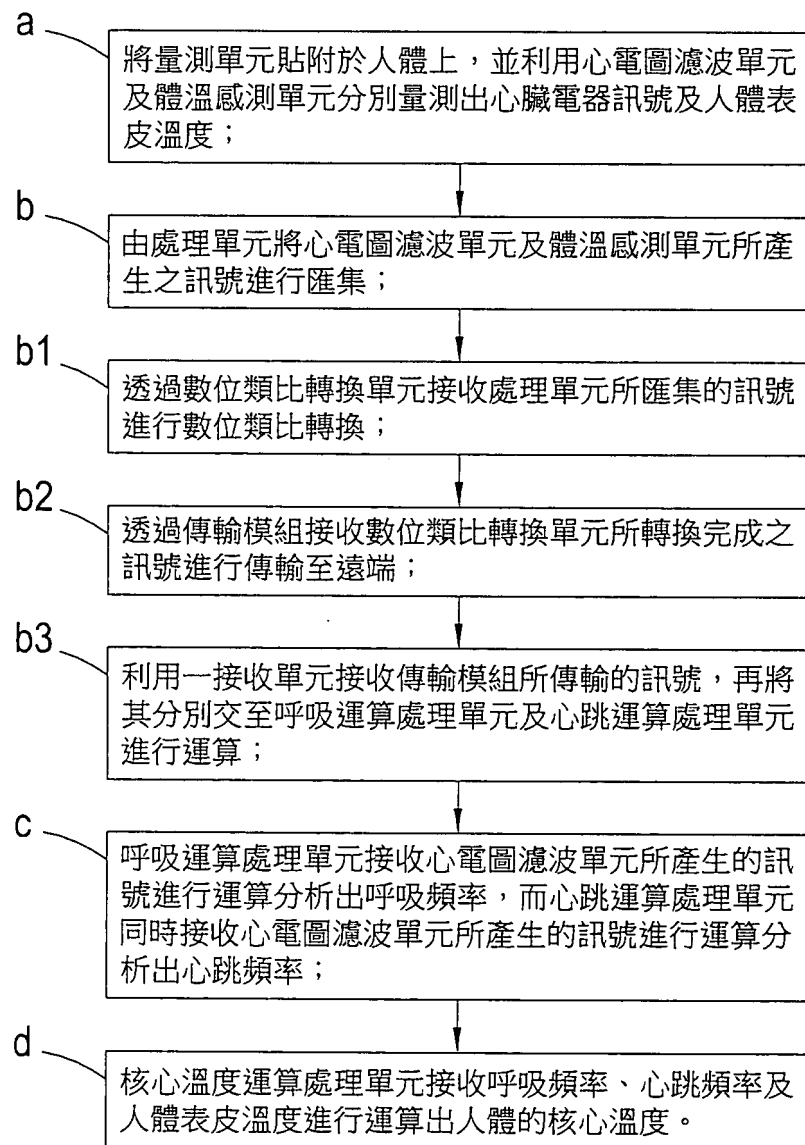 a
將量測單元貼附於人體上，並利用心電圖濾波單元
及體溫感測單元分別量測出心臟電器訊號及人體表
皮溫度；
b
由處理單元將心電圖濾波單元及體溫感測單元所產
生之訊號進行匯集；
b1
透過數位類比轉換單元接收處理單元所匯集的訊號
進行數位類比轉換；
b2
透過傳輸模組接收數位類比轉換單元所轉換完成之
訊號進行傳輸至遠端；
b3
利用一接收單元接收傳輸模組所傳輸的訊號，再將
其分別交至呼吸運算處理單元及心跳運算處理單元
進行運算；
c
呼吸運算處理單元接收心電圖濾波單元所產生的訊
號進行運算分析出呼吸頻率，而心跳運算處理單元
同時接收心電圖濾波單元所產生的訊號進行運算分
析出心跳頻率；
d
核心溫度運算處理單元接收呼吸頻率、心跳頻率及
人體表皮溫度進行運算出人體的核心溫度。